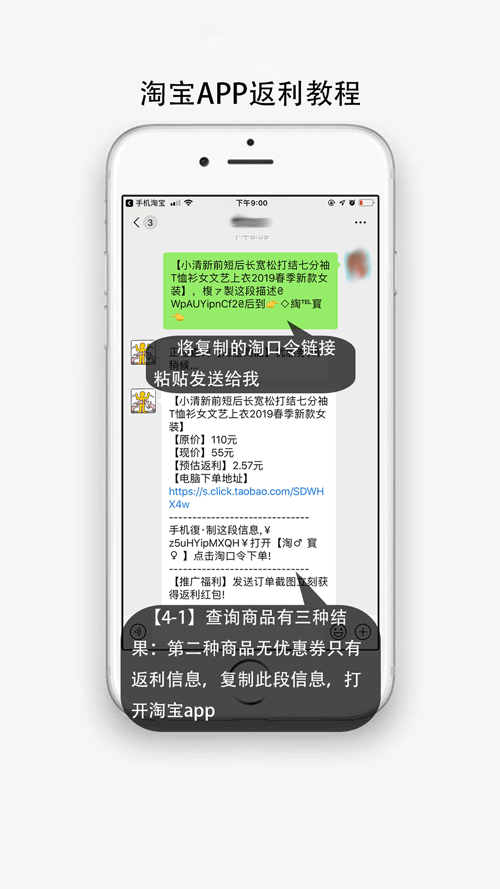 淘宝APP返利教程
手机淘宝
下午9:00
3
下午8:59
【小清新前短后长宽松打结七分袖
T恤衫女文艺上衣2019春季新款女
装】，椱ァ製这段描述₴
WpAUYipnCf2₴后到👉◇綯℡寳
👈
将复制的淘口令链接
粘贴发送给我
稍候...
【小清新前短后长宽松打结七分袖
T恤衫女文艺上衣2019春季新款女
装】
【原价】110元
【现价】55元
【预估返利】2.57元
【电脑下单地址】
https://s.click.taobao.com/SDWH
X4w
-----------------------------
手机復·制这段信息,¥
z5uHYipMXQH￥打开【淘♂ 寳
♀ 】点击淘口令下单!
-----------------------------
【推广福利】发送订单截图立刻获
得返利红包!
【4-1】查询商品有三种结
果：第二种商品无优惠券只有
返利信息，复制此段信息，打
开淘宝app